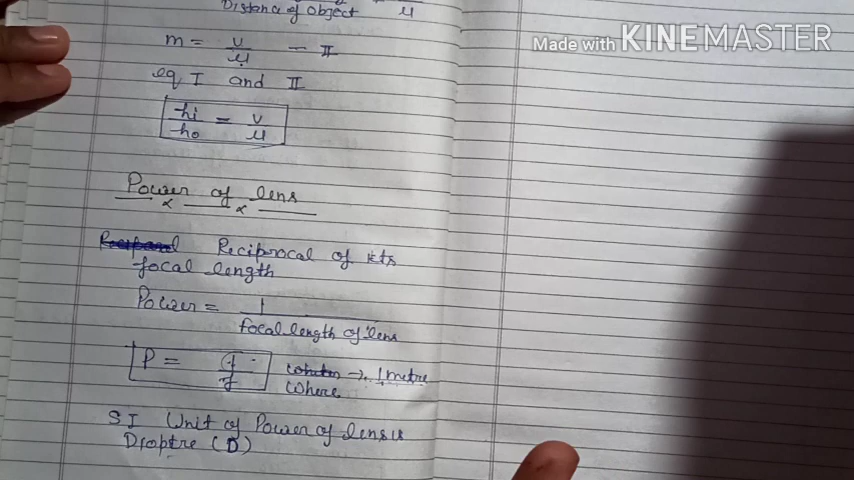 Distance of object u
Made with KINEMASTER
m = v/u - II
eq I and II
hi/ho = v/u
Power of lens
Reciprocal of its
focal length
Power = 1/focal length of lens
P = 1/f where → 1 metre
SI Unit of Power of lens is
Dioptre (D)